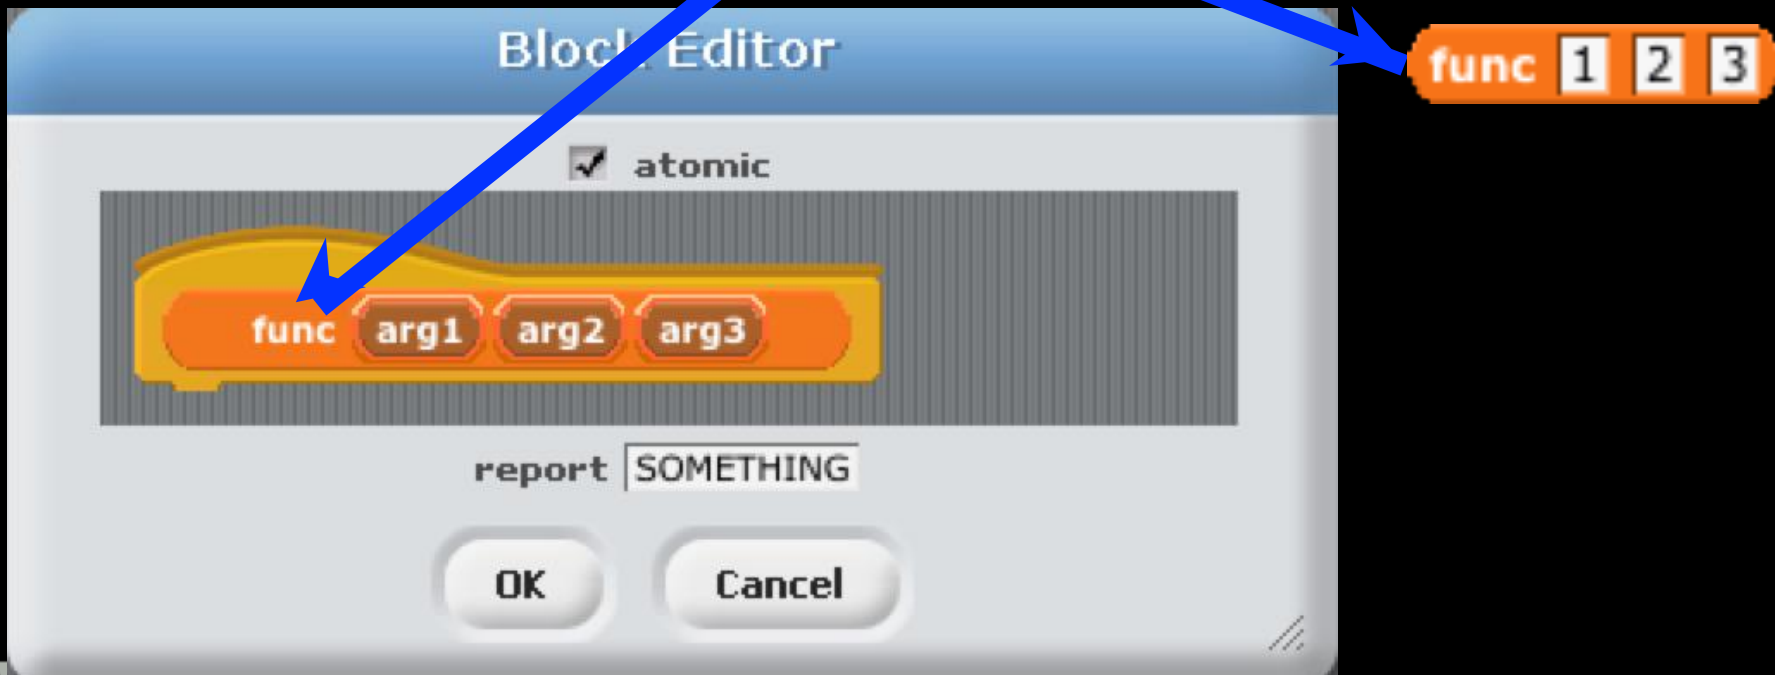 Block Editor
func 1 2 3
atomic
func arg1 arg2 arg3
report SOMETHING
OK Cancel